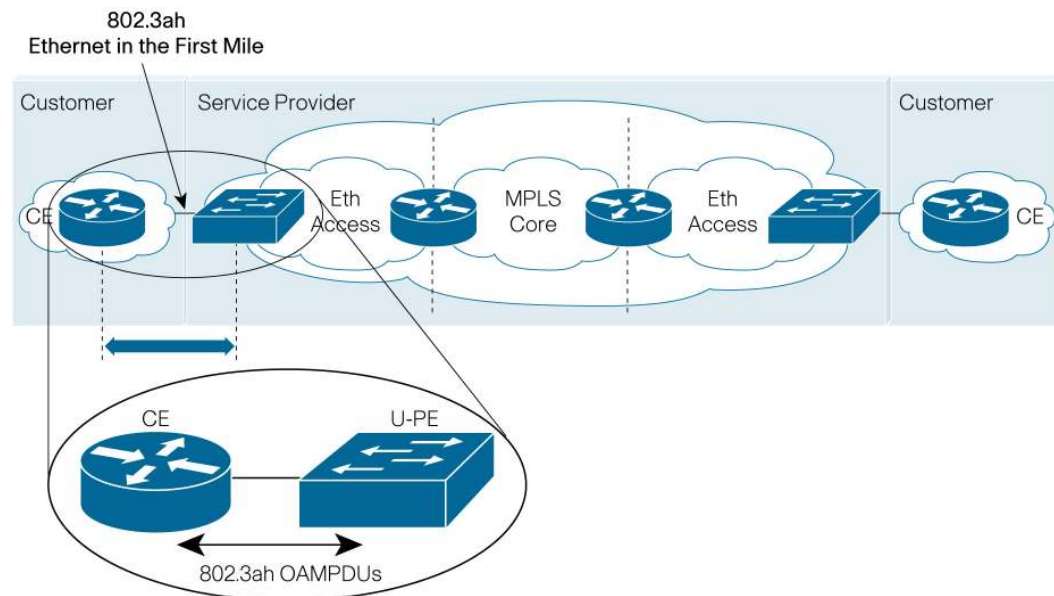 802.3ah
Ethernet in the First Mile
Customer
Service Provider
Customer
CE
Eth
Access
MPLS
Core
Eth
Access
CE
CE
U-PE
802.3ah OAMPDUs